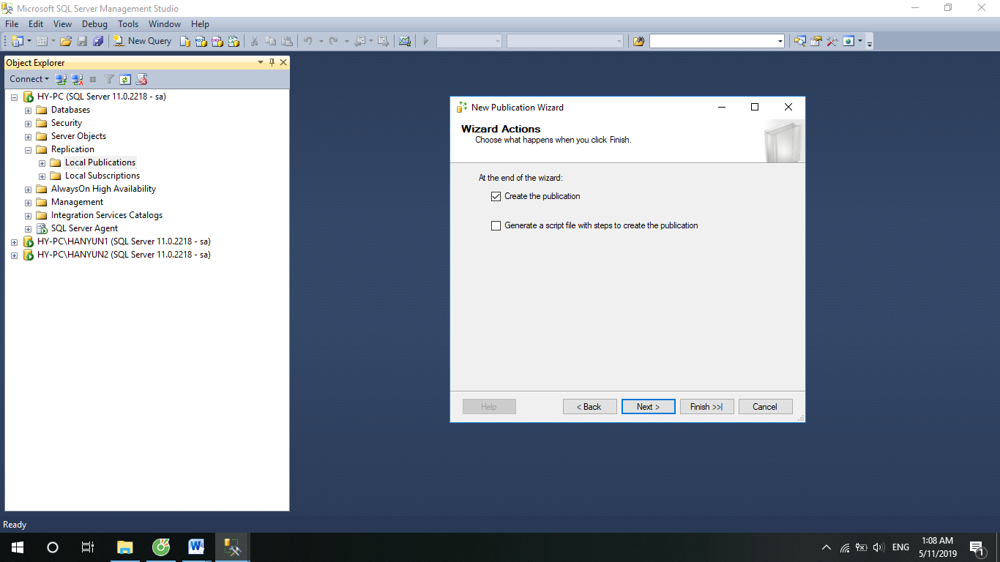 Microsoft SQL Server Management Studio
File Edit View Debug Tools Window Help
New Query
Object Explorer
Connect
HY-PC (SQL Server 11.0.2218 - sa)
Databases
Security
Server Objects
Replication
Local Publications
Local Subscriptions
AlwaysOn High Availability
Management
Integration Services Catalogs
SQL Server Agent
HY-PC\HANYUN1 (SQL Server 11.0.2218 - sa)
HY-PC\HANYUN2 (SQL Server 11.0.2218 - sa)
New Publication Wizard
Wizard Actions
Choose what happens when you click Finish.
At the end of the wizard:
Create the publication
Generate a script file with steps to create the publication
Help < Back Next > Finish >>| Cancel
Ready
ENG
1:08 AM
5/11/2019
1